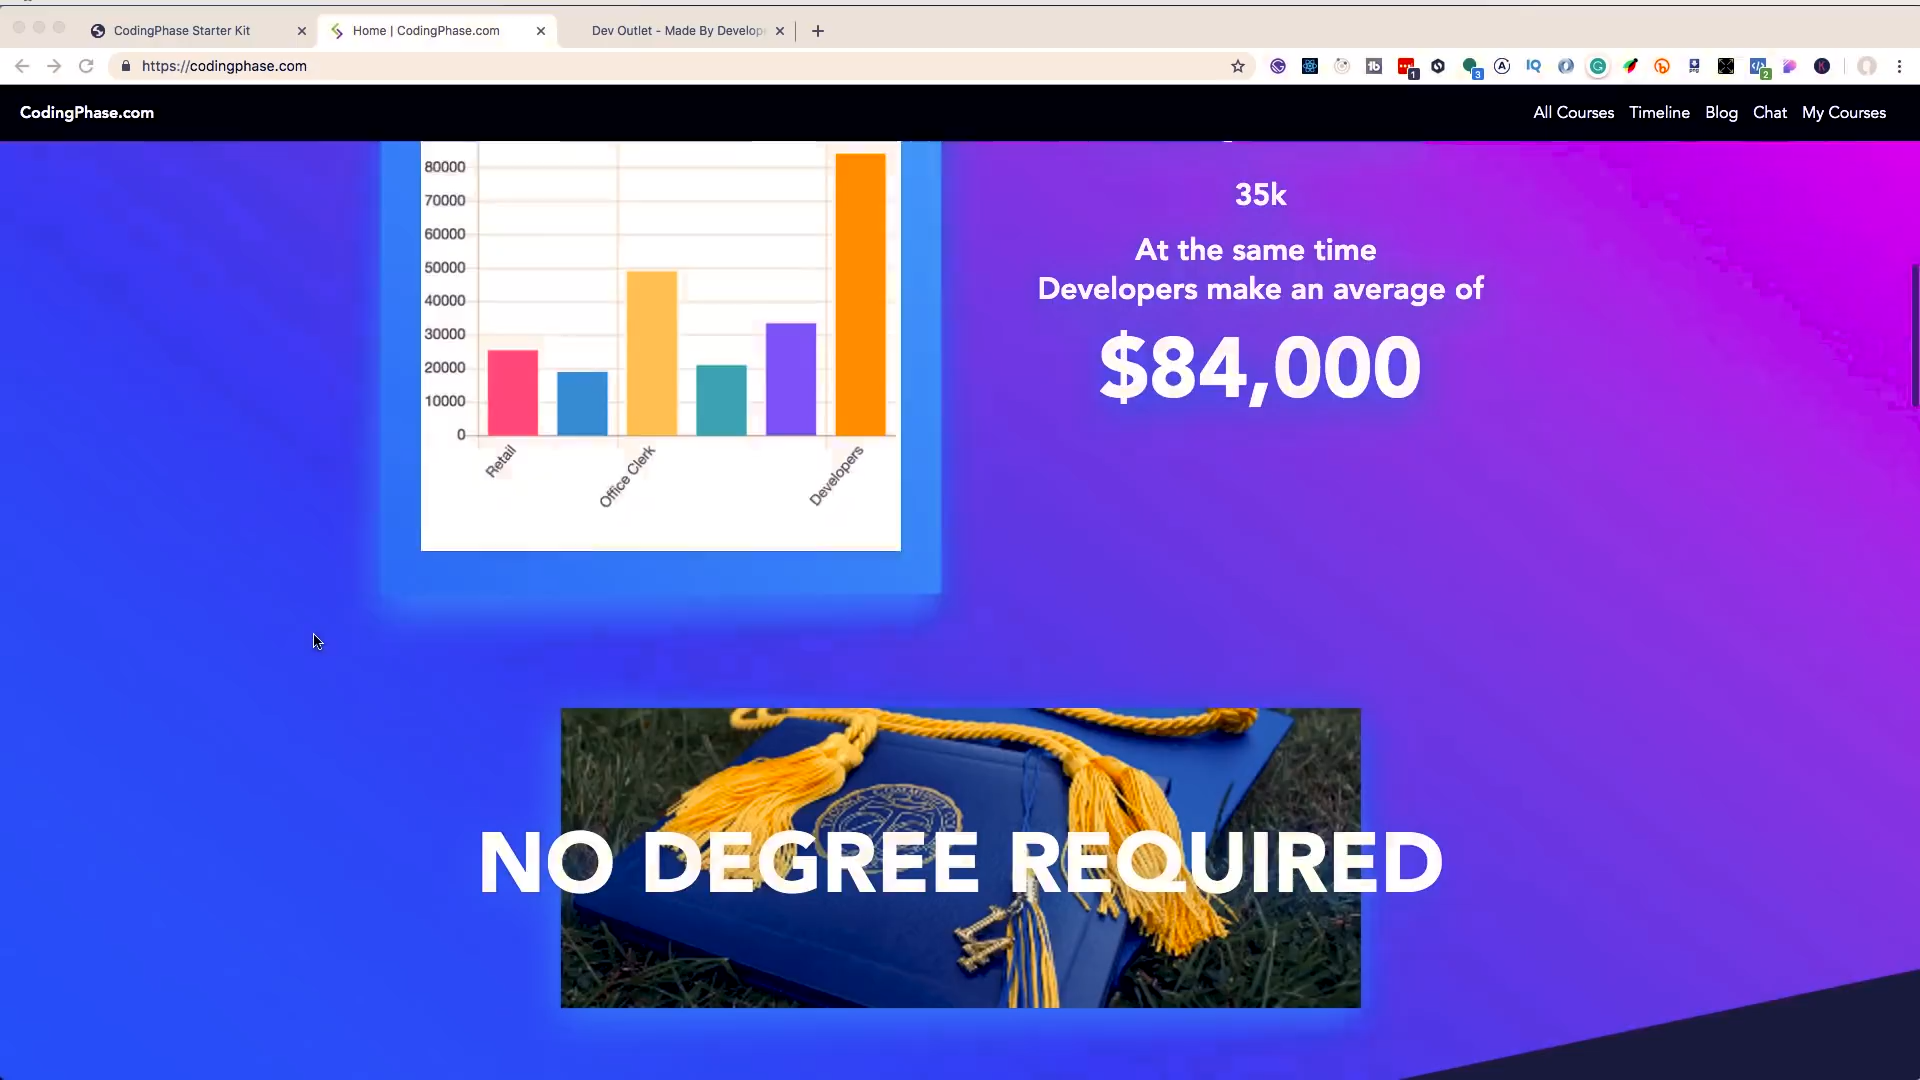 CodingPhase Starter Kit
Home | CodingPhase.com
Dev Outlet - Made By Develop
https://codingphase.com
CodingPhase.com
All Courses
Timeline
Blog
Chat
My Courses
80000
70000
60000
50000
40000
30000
20000
10000
0
Retail
Office Clerk
Developers
35k
At the same time
Developers make an average of
$84,000
NO DEGREE REQUIRED